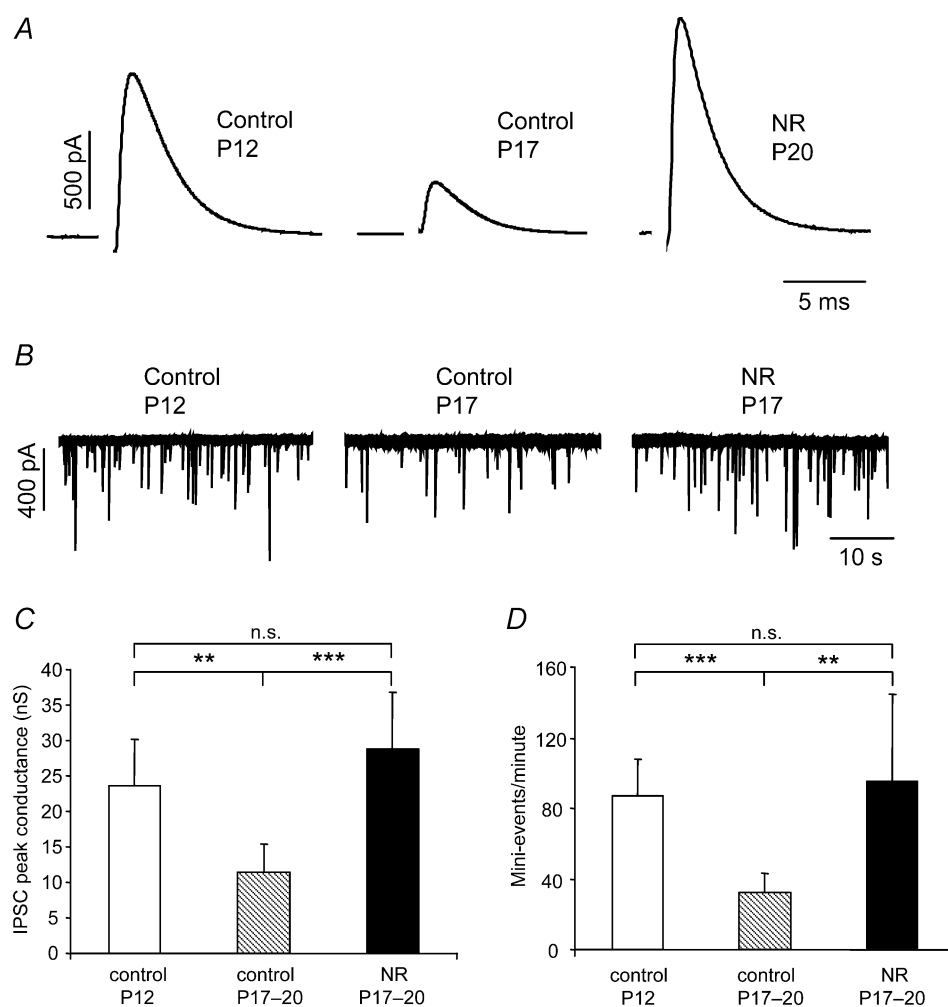 A
Control
P12
Control
P17
NR
P20
500 pA
5 ms
B
Control
P12
Control
P17
NR
P17
400 pA
10 s
C
n.s.
**
***
IPSC peak conductance (nS)
40
35
30
25
20
15
10
5
0
control
P12
control
P17–20
NR
P17–20
D
n.s.
***
**
Mini-events/minute
160
120
80
40
0
control
P12
control
P17–20
NR
P17–20